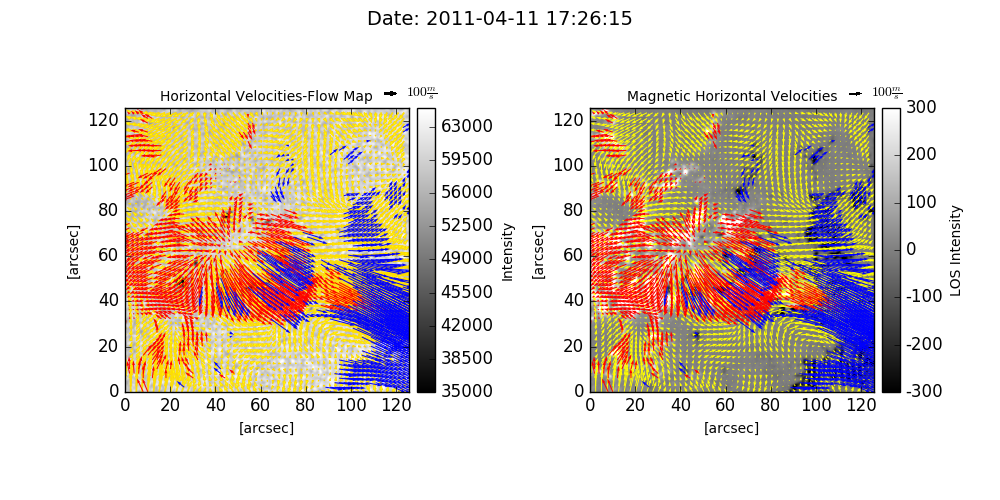 Date: 2011-04-11 17:26:15
Horizontal Velocities-Flow Map
100 m/s
120
100
80
60
40
20
0
[arcsec]
0 20 40 60 80 100 120
[arcsec]
63000
59500
56000
52500
49000
45500
42000
38500
35000
Intensity
Magnetic Horizontal Velocities
100 m/s
120
100
80
60
40
20
0
[arcsec]
0 20 40 60 80 100 120
[arcsec]
300
200
100
0
-100
-200
-300
LOS Intensity